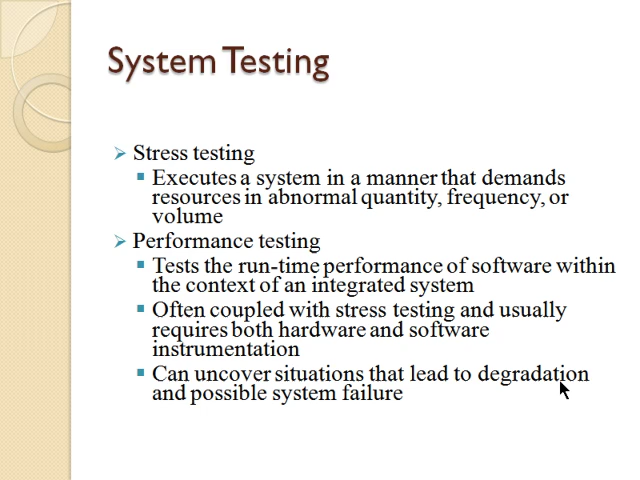 System Testing
Stress testing
Executes a system in a manner that demands
resources in abnormal quantity, frequency, or
volume
Performance testing
Tests the run-time performance of software within
the context of an integrated system
Often coupled with stress testing and usually
requires both hardware and software
instrumentation
Can uncover situations that lead to degradation
and possible system failure